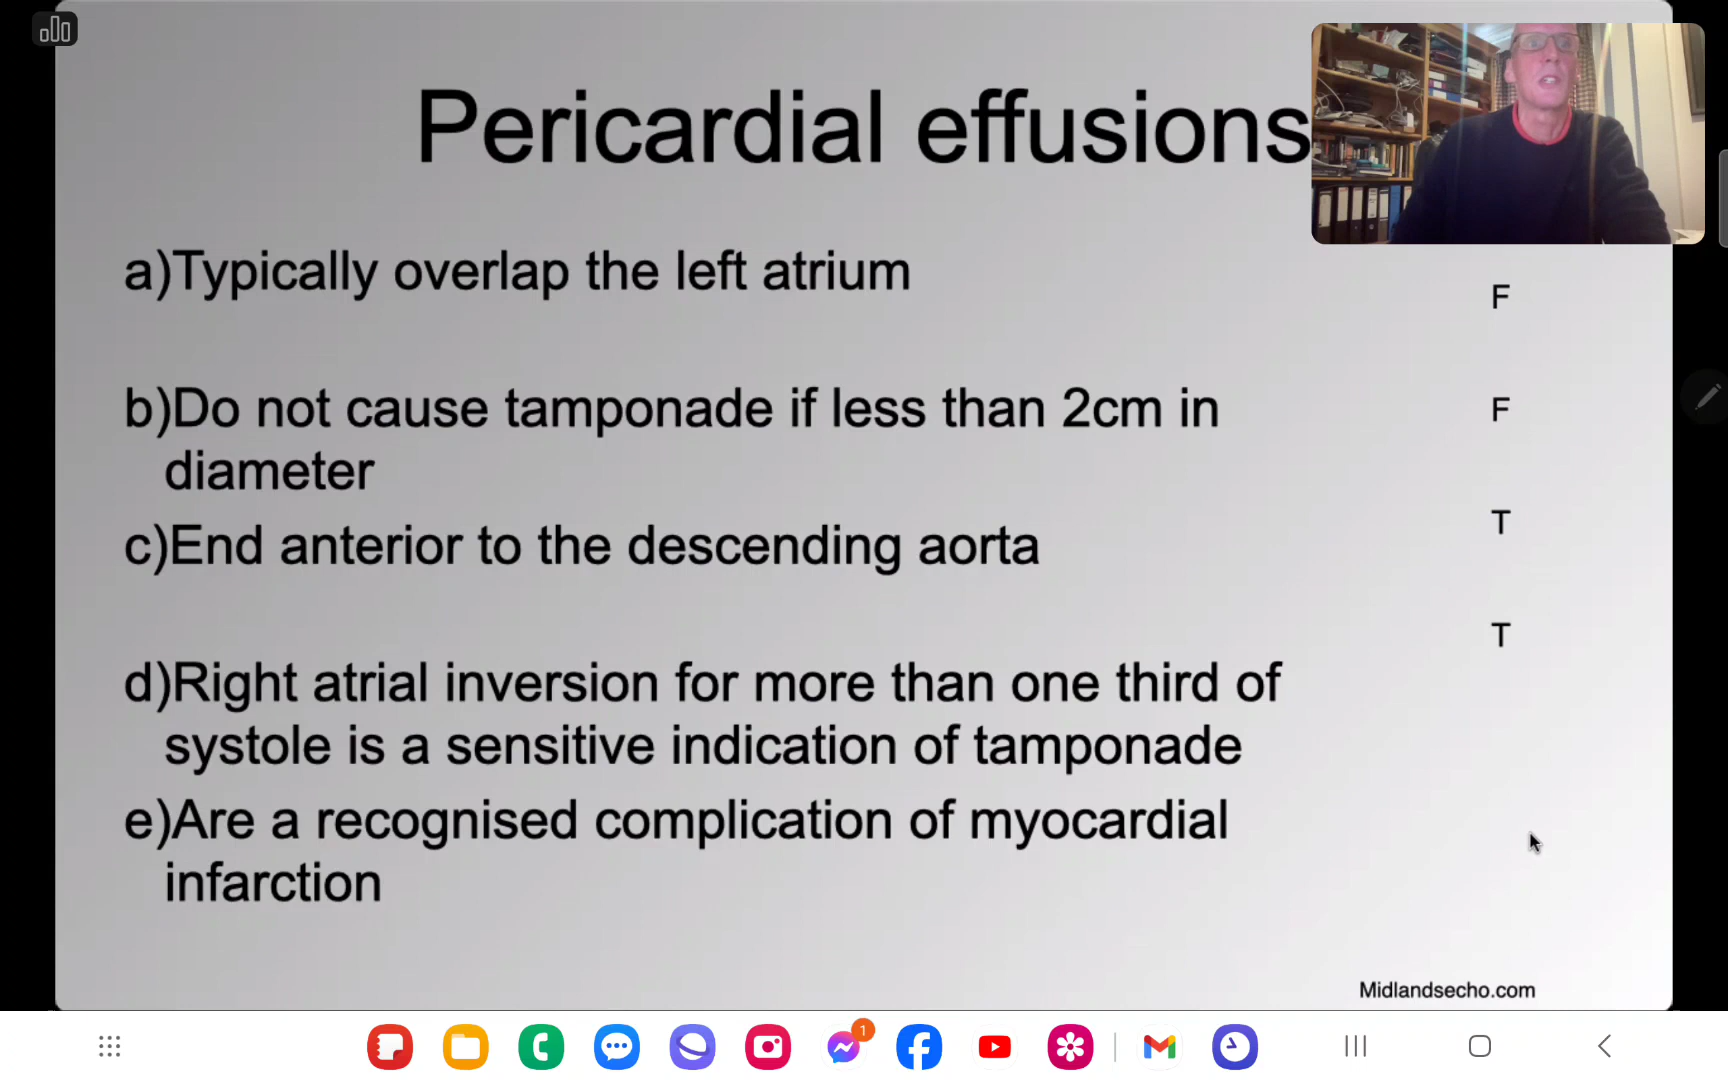 Pericardial effusions
a)Typically overlap the left atrium
F
b)Do not cause tamponade if less than 2cm in
diameter
F
c)End anterior to the descending aorta
T
d)Right atrial inversion for more than one third of
systole is a sensitive indication of tamponade
T
e)Are a recognised complication of myocardial
infarction
Midlandsecho.com
1